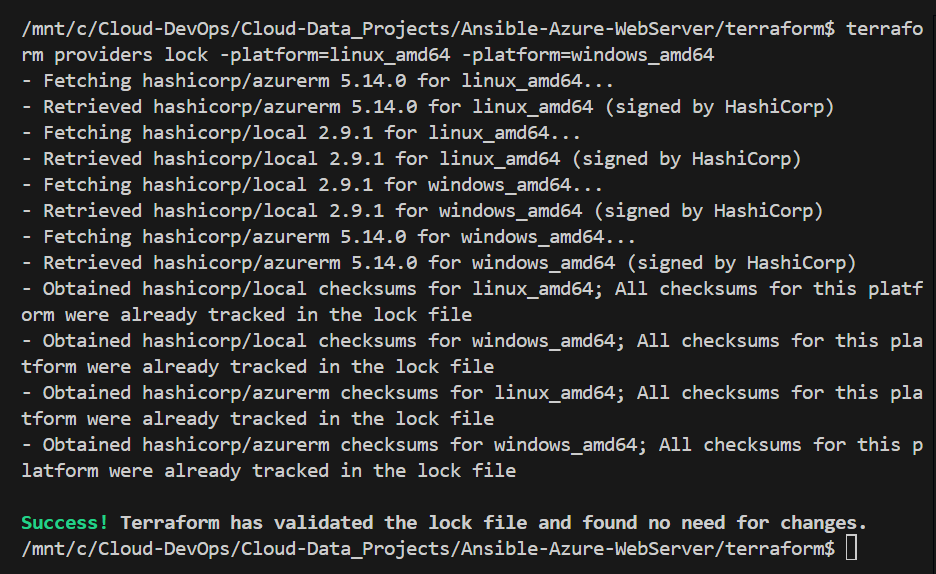 /mnt/c/Cloud-DevOps/Cloud-Data_Projects/Ansible-Azure-WebServer/terraform$ terrafo
rm providers lock -platform=linux_amd64 -platform=windows_amd64
- Fetching hashicorp/azurerm 5.14.0 for linux_amd64...
- Retrieved hashicorp/azurerm 5.14.0 for linux_amd64 (signed by HashiCorp)
- Fetching hashicorp/local 2.9.1 for linux_amd64...
- Retrieved hashicorp/local 2.9.1 for linux_amd64 (signed by HashiCorp)
- Fetching hashicorp/local 2.9.1 for windows_amd64...
- Retrieved hashicorp/local 2.9.1 for windows_amd64 (signed by HashiCorp)
- Fetching hashicorp/azurerm 5.14.0 for windows_amd64...
- Retrieved hashicorp/azurerm 5.14.0 for windows_amd64 (signed by HashiCorp)
- Obtained hashicorp/local checksums for linux_amd64; All checksums for this platf
orm were already tracked in the lock file
- Obtained hashicorp/local checksums for windows_amd64; All checksums for this pla
tform were already tracked in the lock file
- Obtained hashicorp/azurerm checksums for linux_amd64; All checksums for this pla
tform were already tracked in the lock file
- Obtained hashicorp/azurerm checksums for windows_amd64; All checksums for this p
latform were already tracked in the lock file
Success! Terraform has validated the lock file and found no need for changes.
/mnt/c/Cloud-DevOps/Cloud-Data_Projects/Ansible-Azure-WebServer/terraform$